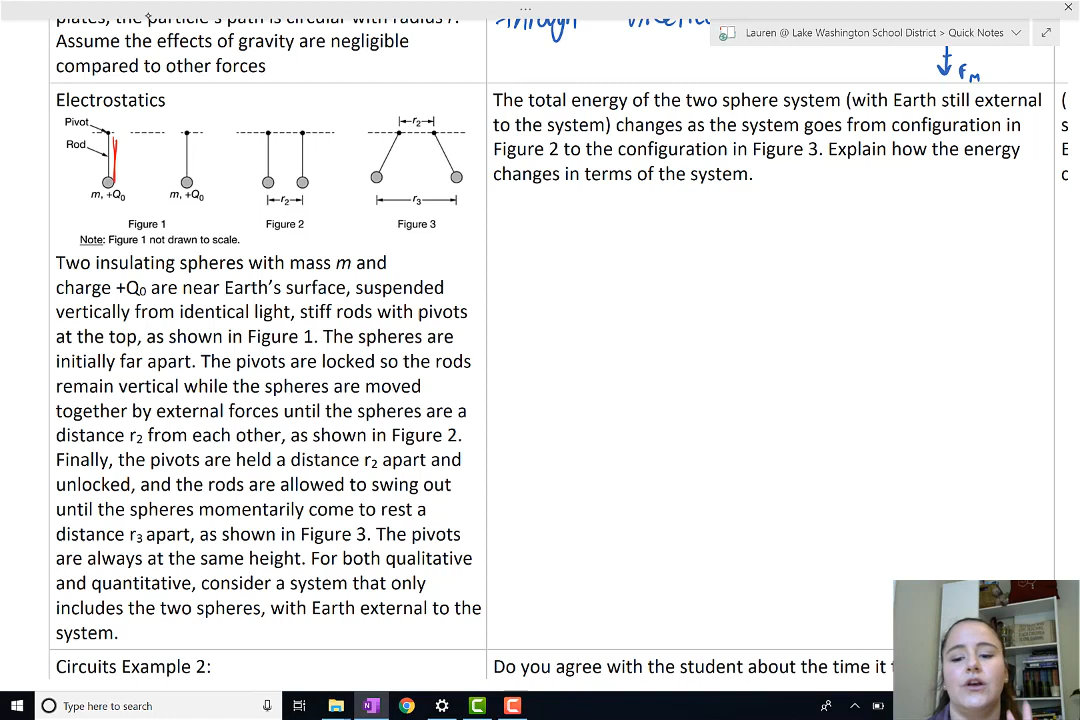 plates, the particle's path is circular with radius r.
Assume the effects of gravity are negligible
compared to other forces
through
Lauren @ Lake Washington School District > Quick Notes
FM
Electrostatics
Pivot
Rod
m, +Q0
m, +Q0
r2
r2
r3
Figure 1
Figure 2
Figure 3
Note: Figure 1 not drawn to scale.
Two insulating spheres with mass m and
charge +Q0 are near Earth's surface, suspended
vertically from identical light, stiff rods with pivots
at the top, as shown in Figure 1. The spheres are
initially far apart. The pivots are locked so the rods
remain vertical while the spheres are moved
together by external forces until the spheres are a
distance r2 from each other, as shown in Figure 2.
Finally, the pivots are held a distance r2 apart and
unlocked, and the rods are allowed to swing out
until the spheres momentarily come to rest a
distance r3 apart, as shown in Figure 3. The pivots
are always at the same height. For both qualitative
and quantitative, consider a system that only
includes the two spheres, with Earth external to the
system.
The total energy of the two sphere system (with Earth still external
to the system) changes as the system goes from configuration in
Figure 2 to the configuration in Figure 3. Explain how the energy
changes in terms of the system.
(
s
E
c
Circuits Example 2:
Do you agree with the student about the time it
Type here to search